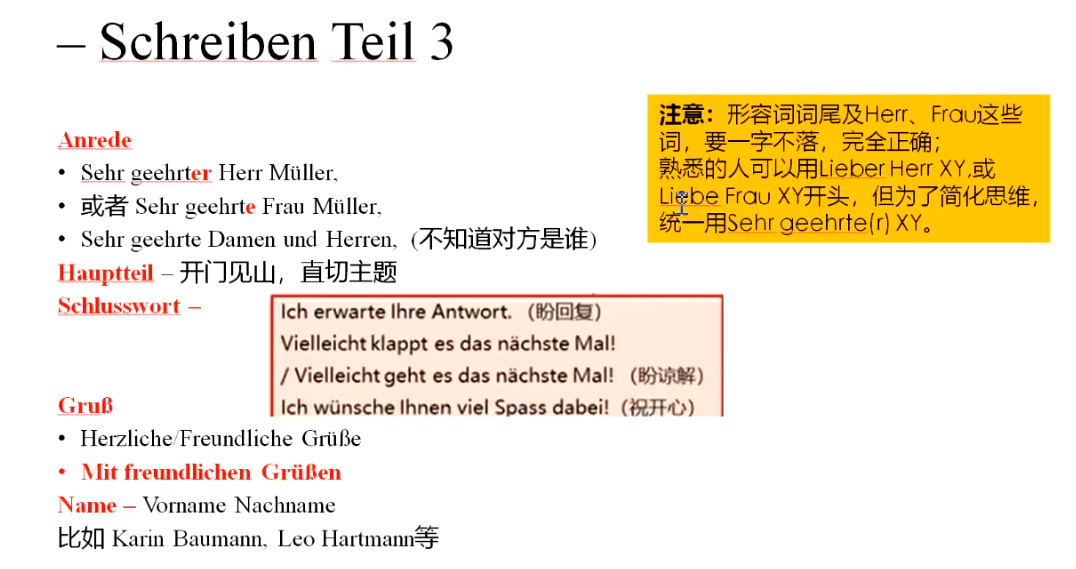 – Schreiben Teil 3
注意：形容词词尾及Herr、Frau这些
词，要一字不落，完全正确；
熟悉的人可以用Lieber Herr XY,或
Liebe Frau XY开头，但为了简化思维，
统一用Sehr geehrte(r) XY。
Anrede
• Sehr geehrter Herr Müller,
• 或者 Sehr geehrte Frau Müller,
• Sehr geehrte Damen und Herren, (不知道对方是谁)
Hauptteil – 开门见山，直切主题
Schlusswort –
Ich erwarte Ihre Antwort.（盼回复）
Vielleicht klappt es das nächste Mal!
/ Vielleicht geht es das nächste Mal!（盼谅解）
Ich wünsche Ihnen viel Spass dabei!（祝开心）
Gruß
• Herzliche/Freundliche Grüße
• Mit freundlichen Grüßen
Name – Vorname Nachname
比如 Karin Baumann, Leo Hartmann等